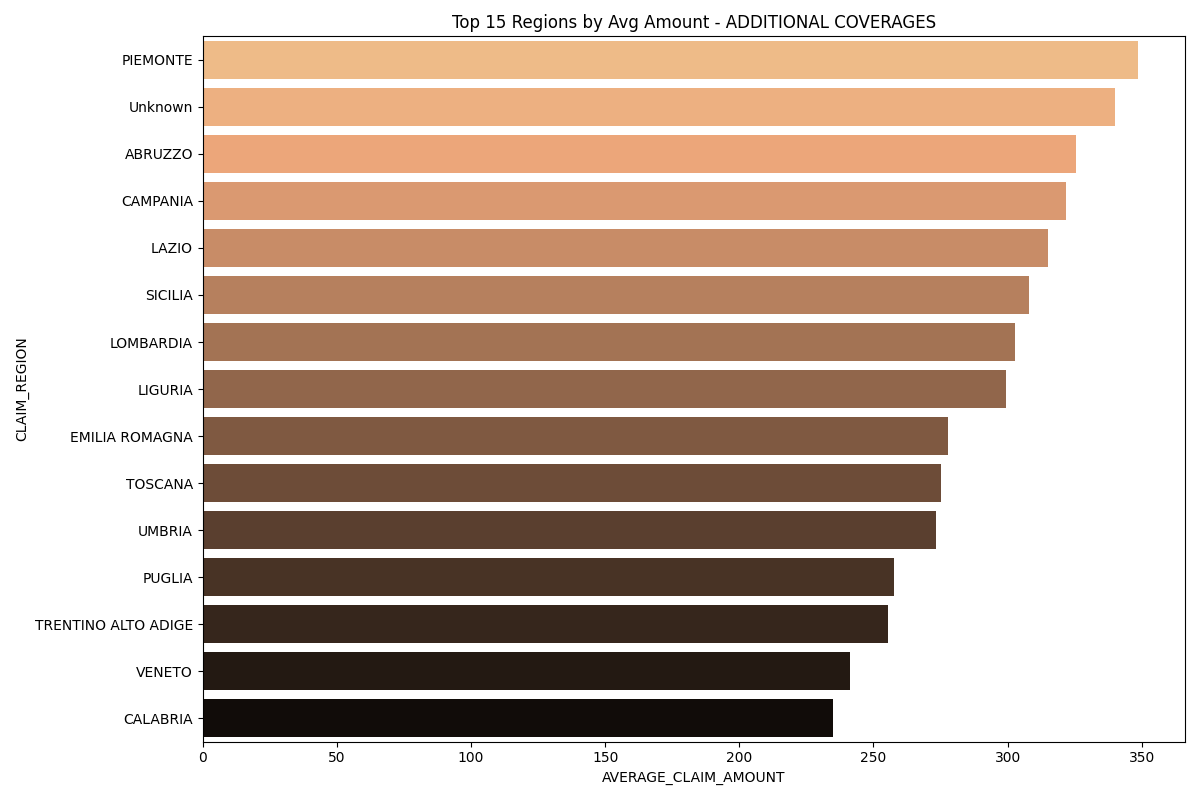 Top 15 Regions by Avg Amount - ADDITIONAL COVERAGES
CLAIM_REGION
PIEMONTE
Unknown
ABRUZZO
CAMPANIA
LAZIO
SICILIA
LOMBARDIA
LIGURIA
EMILIA ROMAGNA
TOSCANA
UMBRIA
PUGLIA
TRENTINO ALTO ADIGE
VENETO
CALABRIA
0 50 100 150 200 250 300 350
AVERAGE_CLAIM_AMOUNT